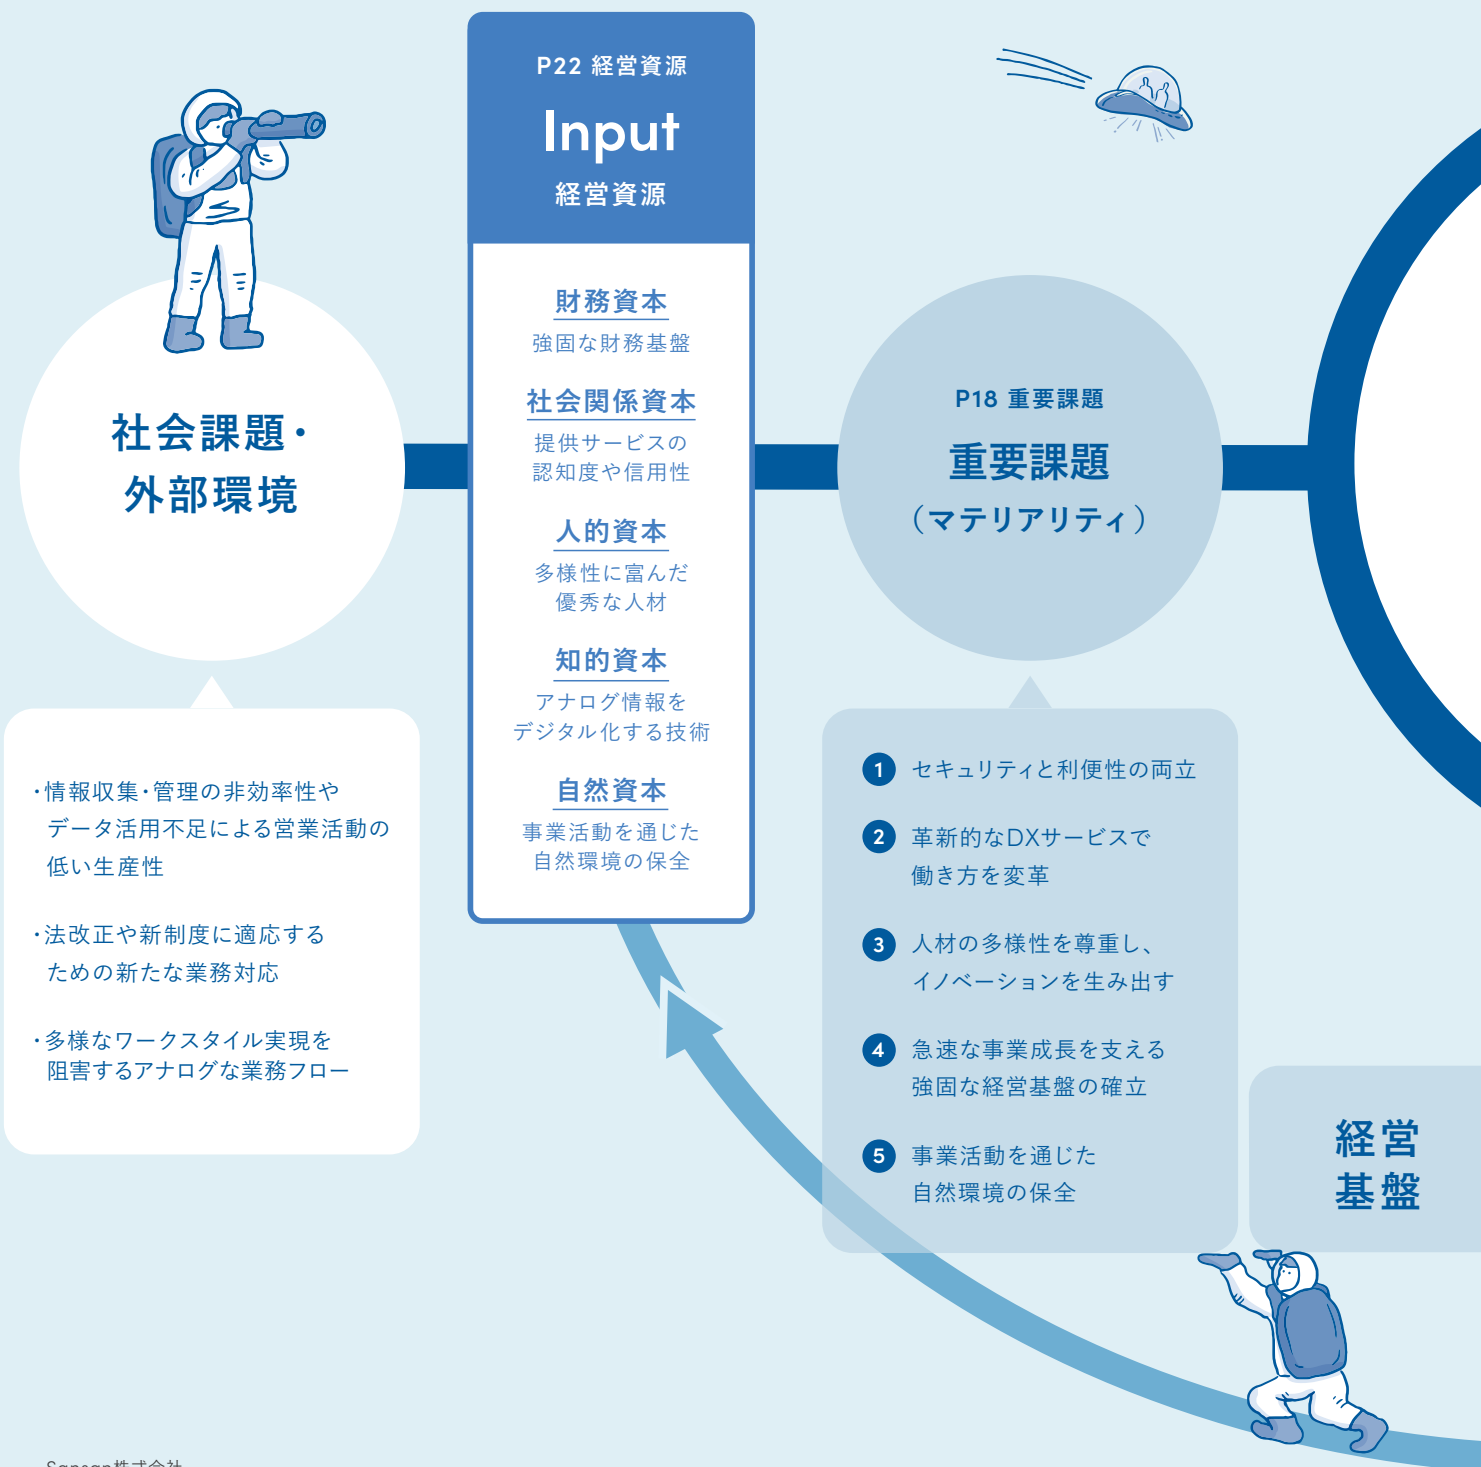 社会課題・
外部環境
・情報収集・管理の非効率性や
データ活用不足による営業活動の
低い生産性
・法改正や新制度に適応する
ための新たな業務対応
・多様なワークスタイル実現を
阻害するアナログな業務フロー
P22 経営資源
Input
経営資源
財務資本
強固な財務基盤
社会関係資本
提供サービスの
認知度や信用性
人的資本
多様性に富んだ
優秀な人材
知的資本
アナログ情報を
デジタル化する技術
自然資本
事業活動を通じた
自然環境の保全
P18 重要課題
重要課題
（マテリアリティ）
1 セキュリティと利便性の両立
2 革新的なDXサービスで
働き方を変革
3 人材の多様性を尊重し、
イノベーションを生み出す
4 急速な事業成長を支える
強固な経営基盤の確立
5 事業活動を通じた
自然環境の保全
経営
基盤
Sansan株式会社